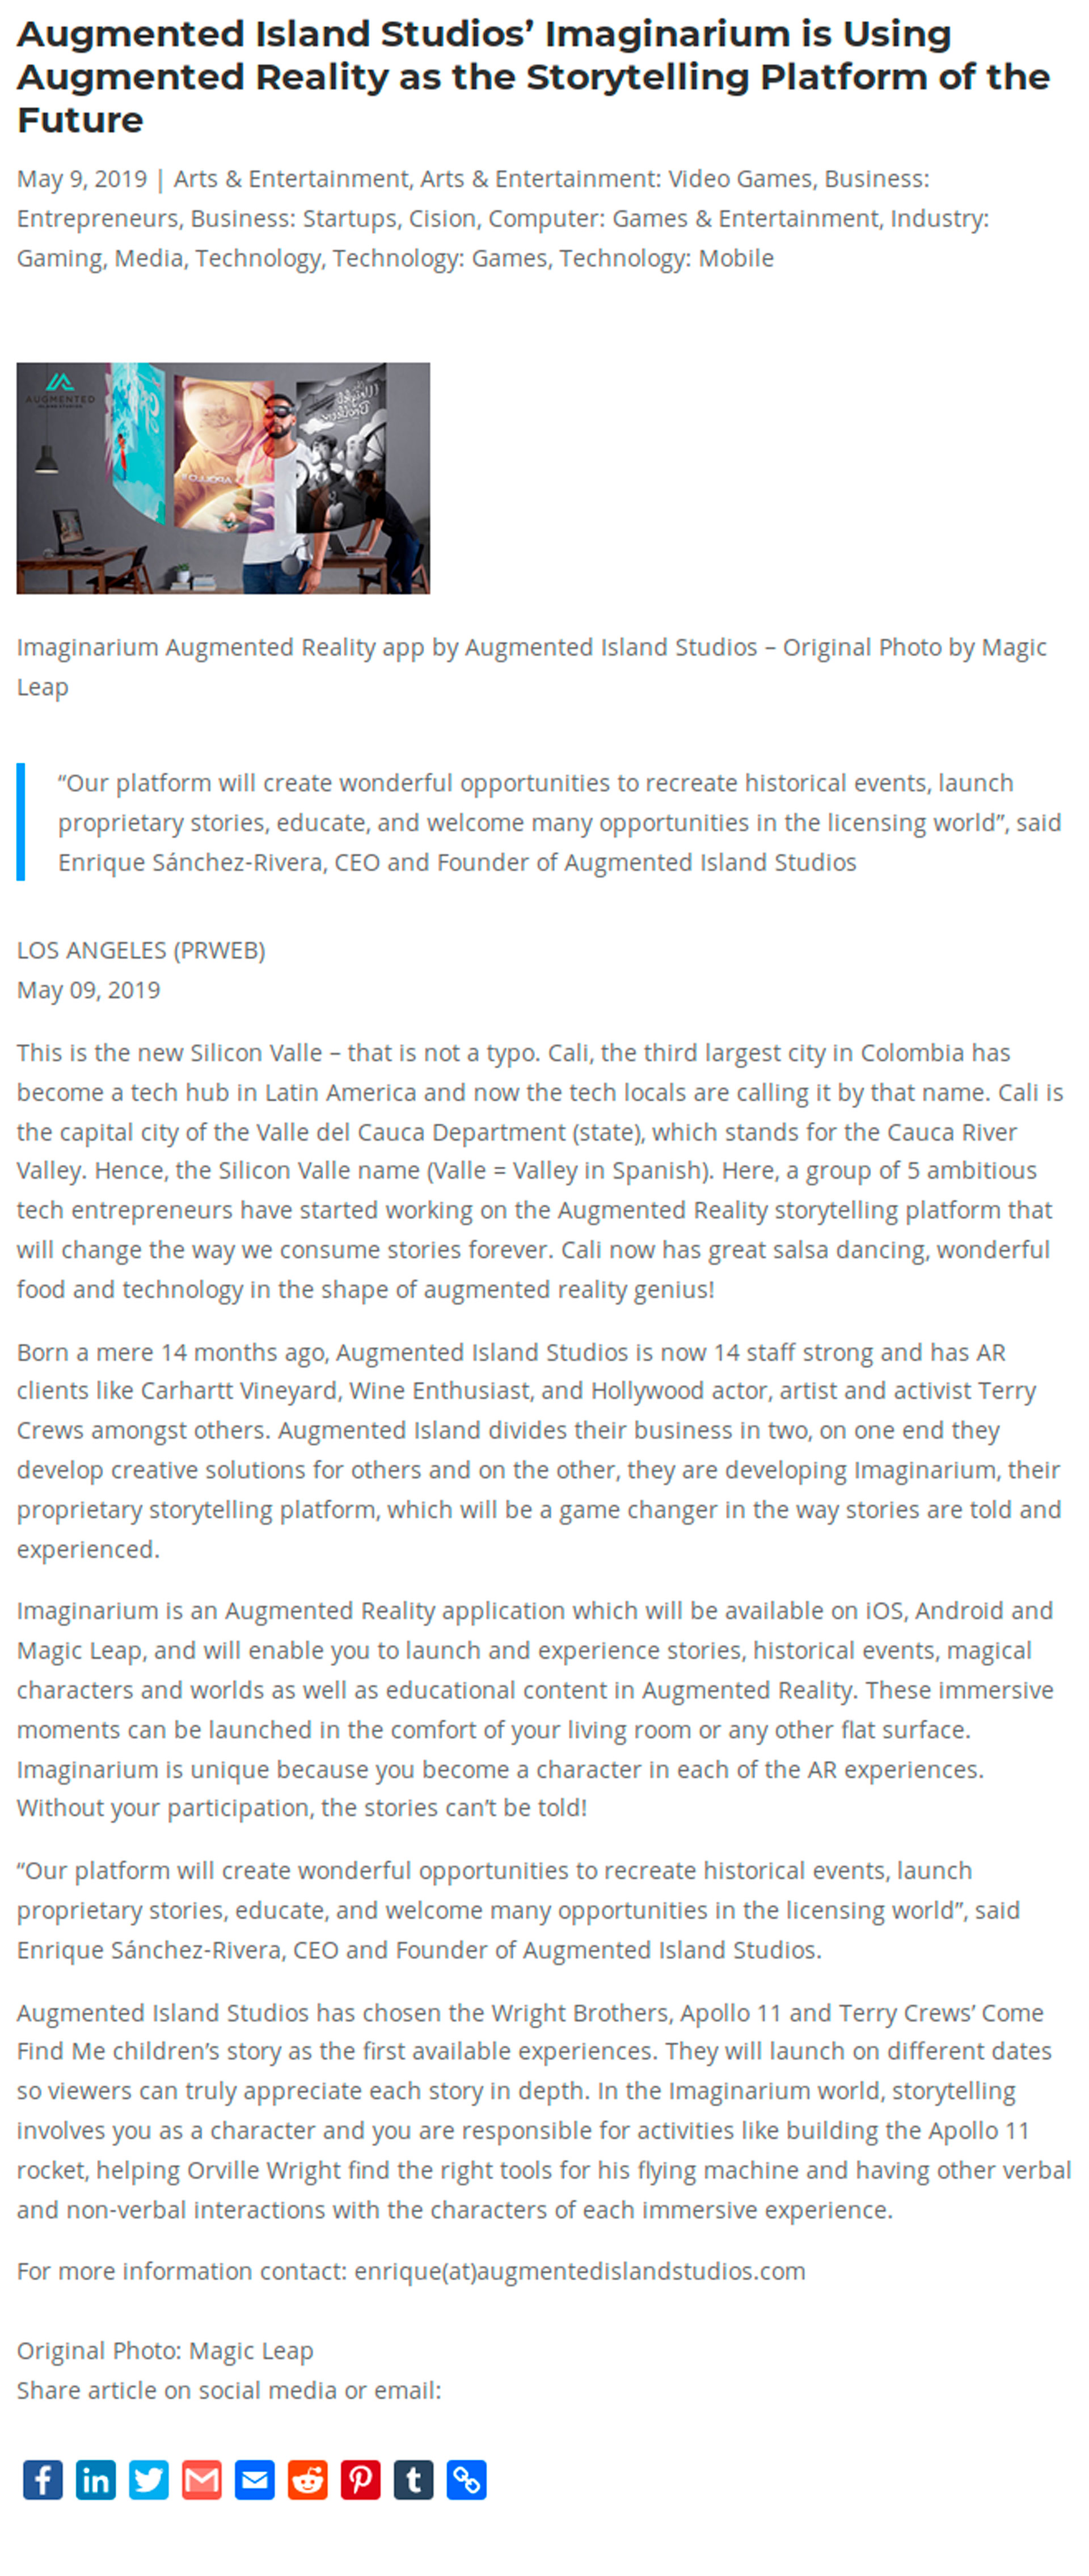 Augmented Island Studios’ Imaginarium is Using
Augmented Reality as the Storytelling Platform of the
Future
May 9, 2019 | Arts & Entertainment, Arts & Entertainment: Video Games, Business:
Entrepreneurs, Business: Startups, Cision, Computer: Games & Entertainment, Industry:
Gaming, Media, Technology, Technology: Games, Technology: Mobile
AUGMENTED
ISLAND STUDIOS
Imaginarium Augmented Reality app by Augmented Island Studios – Original Photo by Magic
Leap
“Our platform will create wonderful opportunities to recreate historical events, launch
proprietary stories, educate, and welcome many opportunities in the licensing world”, said
Enrique Sánchez-Rivera, CEO and Founder of Augmented Island Studios
LOS ANGELES (PRWEB)
May 09, 2019
This is the new Silicon Valle – that is not a typo. Cali, the third largest city in Colombia has
become a tech hub in Latin America and now the tech locals are calling it by that name. Cali is
the capital city of the Valle del Cauca Department (state), which stands for the Cauca River
Valley. Hence, the Silicon Valle name (Valle = Valley in Spanish). Here, a group of 5 ambitious
tech entrepreneurs have started working on the Augmented Reality storytelling platform that
will change the way we consume stories forever. Cali now has great salsa dancing, wonderful
food and technology in the shape of augmented reality genius!
Born a mere 14 months ago, Augmented Island Studios is now 14 staff strong and has AR
clients like Carhartt Vineyard, Wine Enthusiast, and Hollywood actor, artist and activist Terry
Crews amongst others. Augmented Island divides their business in two, on one end they
develop creative solutions for others and on the other, they are developing Imaginarium, their
proprietary storytelling platform, which will be a game changer in the way stories are told and
experienced.
Imaginarium is an Augmented Reality application which will be available on iOS, Android and
Magic Leap, and will enable you to launch and experience stories, historical events, magical
characters and worlds as well as educational content in Augmented Reality. These immersive
moments can be launched in the comfort of your living room or any other flat surface.
Imaginarium is unique because you become a character in each of the AR experiences.
Without your participation, the stories can’t be told!
“Our platform will create wonderful opportunities to recreate historical events, launch
proprietary stories, educate, and welcome many opportunities in the licensing world”, said
Enrique Sánchez-Rivera, CEO and Founder of Augmented Island Studios.
Augmented Island Studios has chosen the Wright Brothers, Apollo 11 and Terry Crews’ Come
Find Me children’s story as the first available experiences. They will launch on different dates
so viewers can truly appreciate each story in depth. In the Imaginarium world, storytelling
involves you as a character and you are responsible for activities like building the Apollo 11
rocket, helping Orville Wright find the right tools for his flying machine and having other verbal
and non-verbal interactions with the characters of each immersive experience.
For more information contact: enrique(at)augmentedislandstudios.com
Original Photo: Magic Leap
Share article on social media or email: